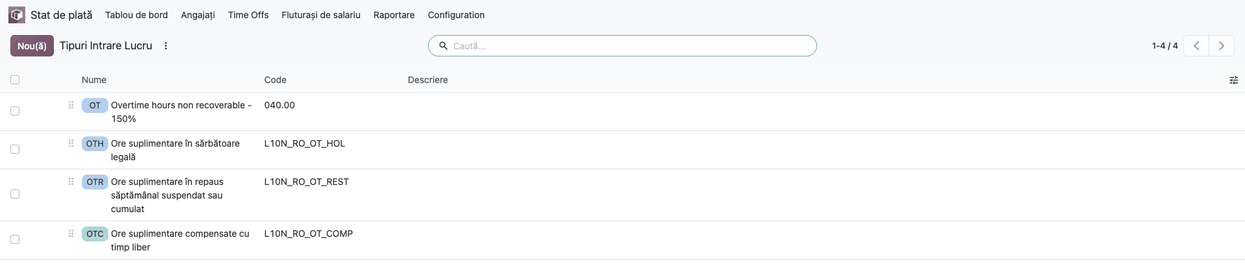 Stat de plată Tablou de bord Angajați Time Offs Fluturași de salariu Raportare Configuration
Nou(ă) Tipuri Intrare Lucru Caută... 1-4 / 4
Nume Code Descriere
OT Overtime hours non recoverable - 040.00
150%
OTH Ore suplimentare în sărbătoare L10N_RO_OT_HOL
legală
OTR Ore suplimentare în repaus L10N_RO_OT_REST
săptămânal suspendat sau
cumulat
OTC Ore suplimentare compensate cu L10N_RO_OT_COMP
timp liber